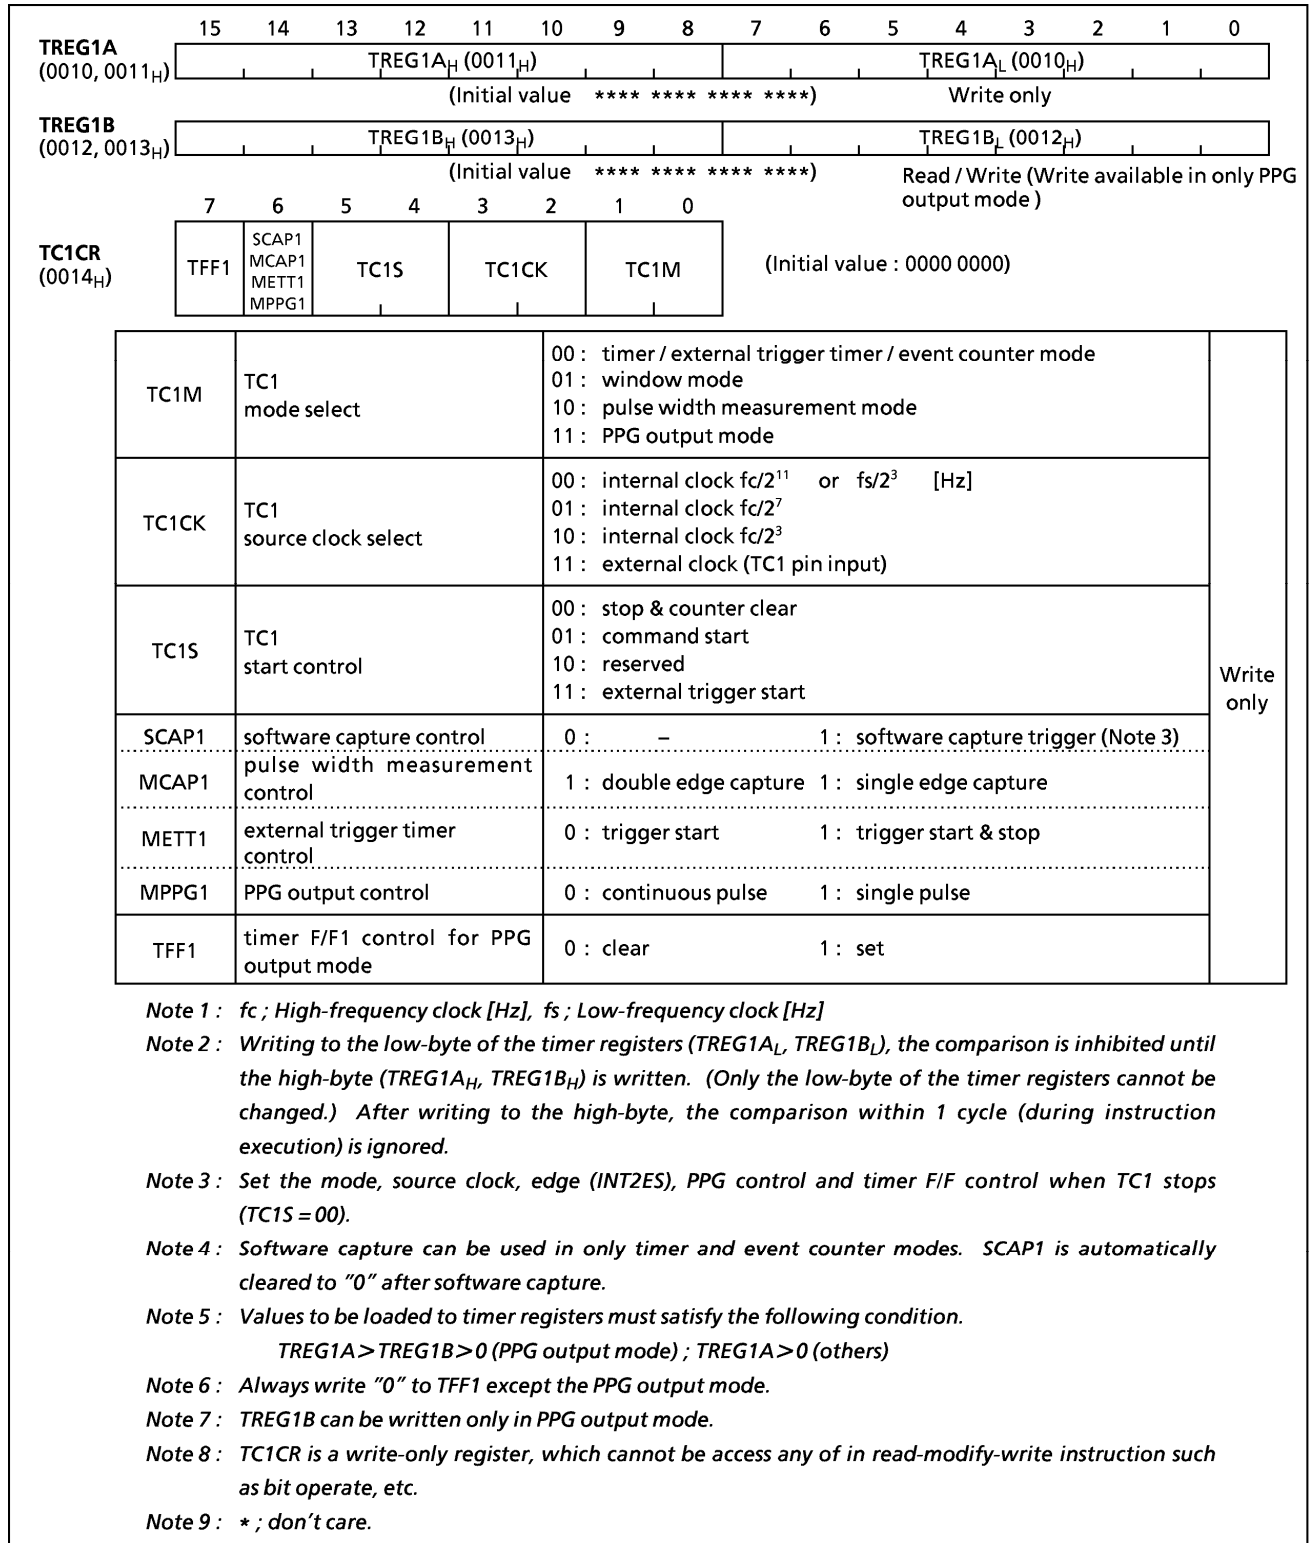 15 14 13 12 11 10 9 8 7 6 5 4 3 2 1 0
TREG1A
(0010, 0011H) TREG1AH (0011H) TREG1AL (0010H)
(Initial value **** **** **** ****) Write only
TREG1B
(0012, 0013H) TREG1BH (0013H) TREG1BL (0012H)
(Initial value **** **** **** ****) Read / Write (Write available in only PPG
output mode )
7 6 5 4 3 2 1 0
TC1CR
(0014H)
TFF1
SCAP1
MCAP1
METT1
MPPG1
TC1S TC1CK TC1M (Initial value : 0000 0000)
TC1M
TC1
mode select
00 : timer / external trigger timer / event counter mode
01 : window mode
10 : pulse width measurement mode
11 : PPG output mode
TC1CK
TC1
source clock select
00 : internal clock fc/2¹¹ or fs/2³ [Hz]
01 : internal clock fc/2⁷
10 : internal clock fc/2³
11 : external clock (TC1 pin input)
TC1S
TC1
start control
00 : stop & counter clear
01 : command start
10 : reserved
11 : external trigger start
Write
only
SCAP1 software capture control 0 : – 1 : software capture trigger (Note 3)
MCAP1
pulse width measurement
control
1 : double edge capture 1 : single edge capture
METT1
external trigger timer
control
0 : trigger start 1 : trigger start & stop
MPPG1 PPG output control 0 : continuous pulse 1 : single pulse
TFF1
timer F/F1 control for PPG
output mode
0 : clear 1 : set
Note 1 : fc ; High-frequency clock [Hz], fs ; Low-frequency clock [Hz]
Note 2 : Writing to the low-byte of the timer registers (TREG1AL, TREG1BL), the comparison is inhibited until
the high-byte (TREG1AH, TREG1BH) is written. (Only the low-byte of the timer registers cannot be
changed.) After writing to the high-byte, the comparison within 1 cycle (during instruction
execution) is ignored.
Note 3 : Set the mode, source clock, edge (INT2ES), PPG control and timer F/F control when TC1 stops
(TC1S = 00).
Note 4 : Software capture can be used in only timer and event counter modes. SCAP1 is automatically
cleared to "0" after software capture.
Note 5 : Values to be loaded to timer registers must satisfy the following condition.
TREG1A > TREG1B > 0 (PPG output mode) ; TREG1A > 0 (others)
Note 6 : Always write "0" to TFF1 except the PPG output mode.
Note 7 : TREG1B can be written only in PPG output mode.
Note 8 : TC1CR is a write-only register, which cannot be access any of in read-modify-write instruction such
as bit operate, etc.
Note 9 : * ; don't care.